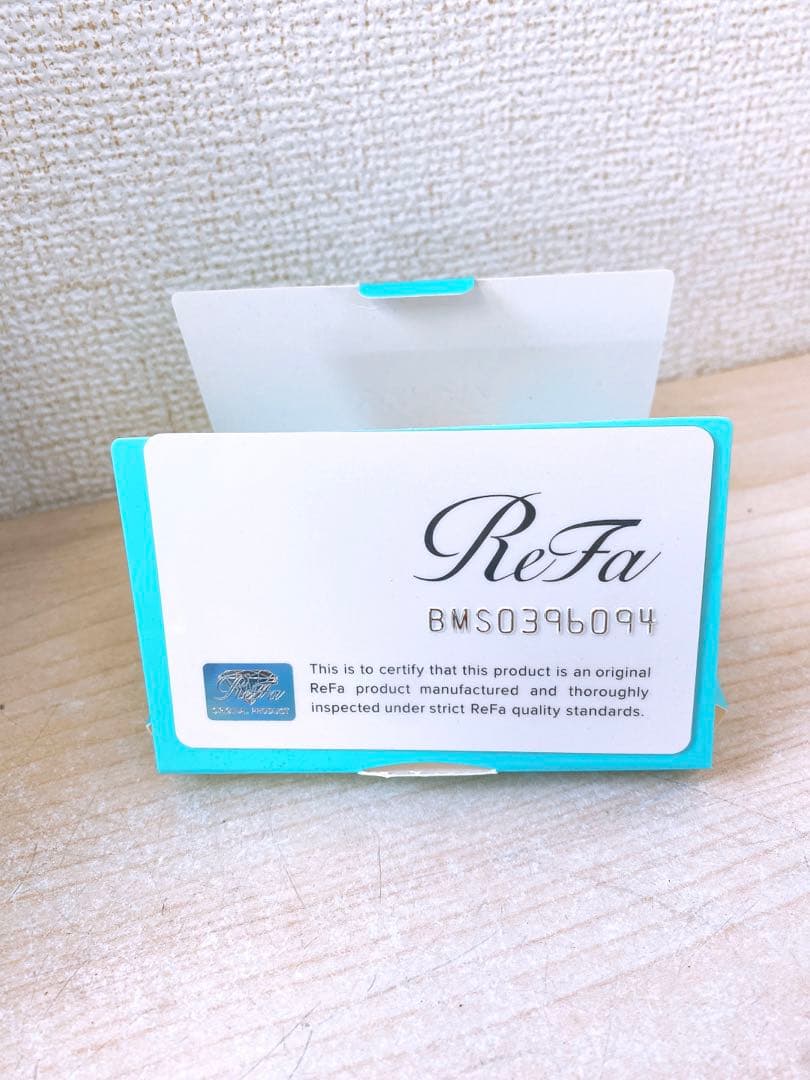 ReFa
BMS0396094
This is to certify that this product is an original
ReFa product manufactured and thoroughly
inspected under strict ReFa quality standards.
ReFa
ORIGINAL PRODUCT